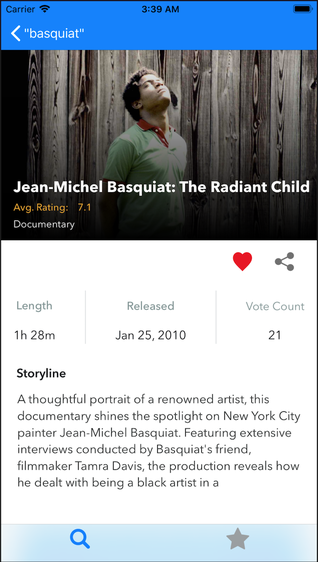 Carrier 3:39 AM
"basquiat"
Jean-Michel Basquiat: The Radiant Child
Avg. Rating: 7.1
Documentary
Length Released Vote Count
1h 28m Jan 25, 2010 21
Storyline
A thoughtful portrait of a renowned artist, this
documentary shines the spotlight on New York City
painter Jean-Michel Basquiat. Featuring extensive
interviews conducted by Basquiat's friend,
filmmaker Tamra Davis, the production reveals how
he dealt with being a black artist in a